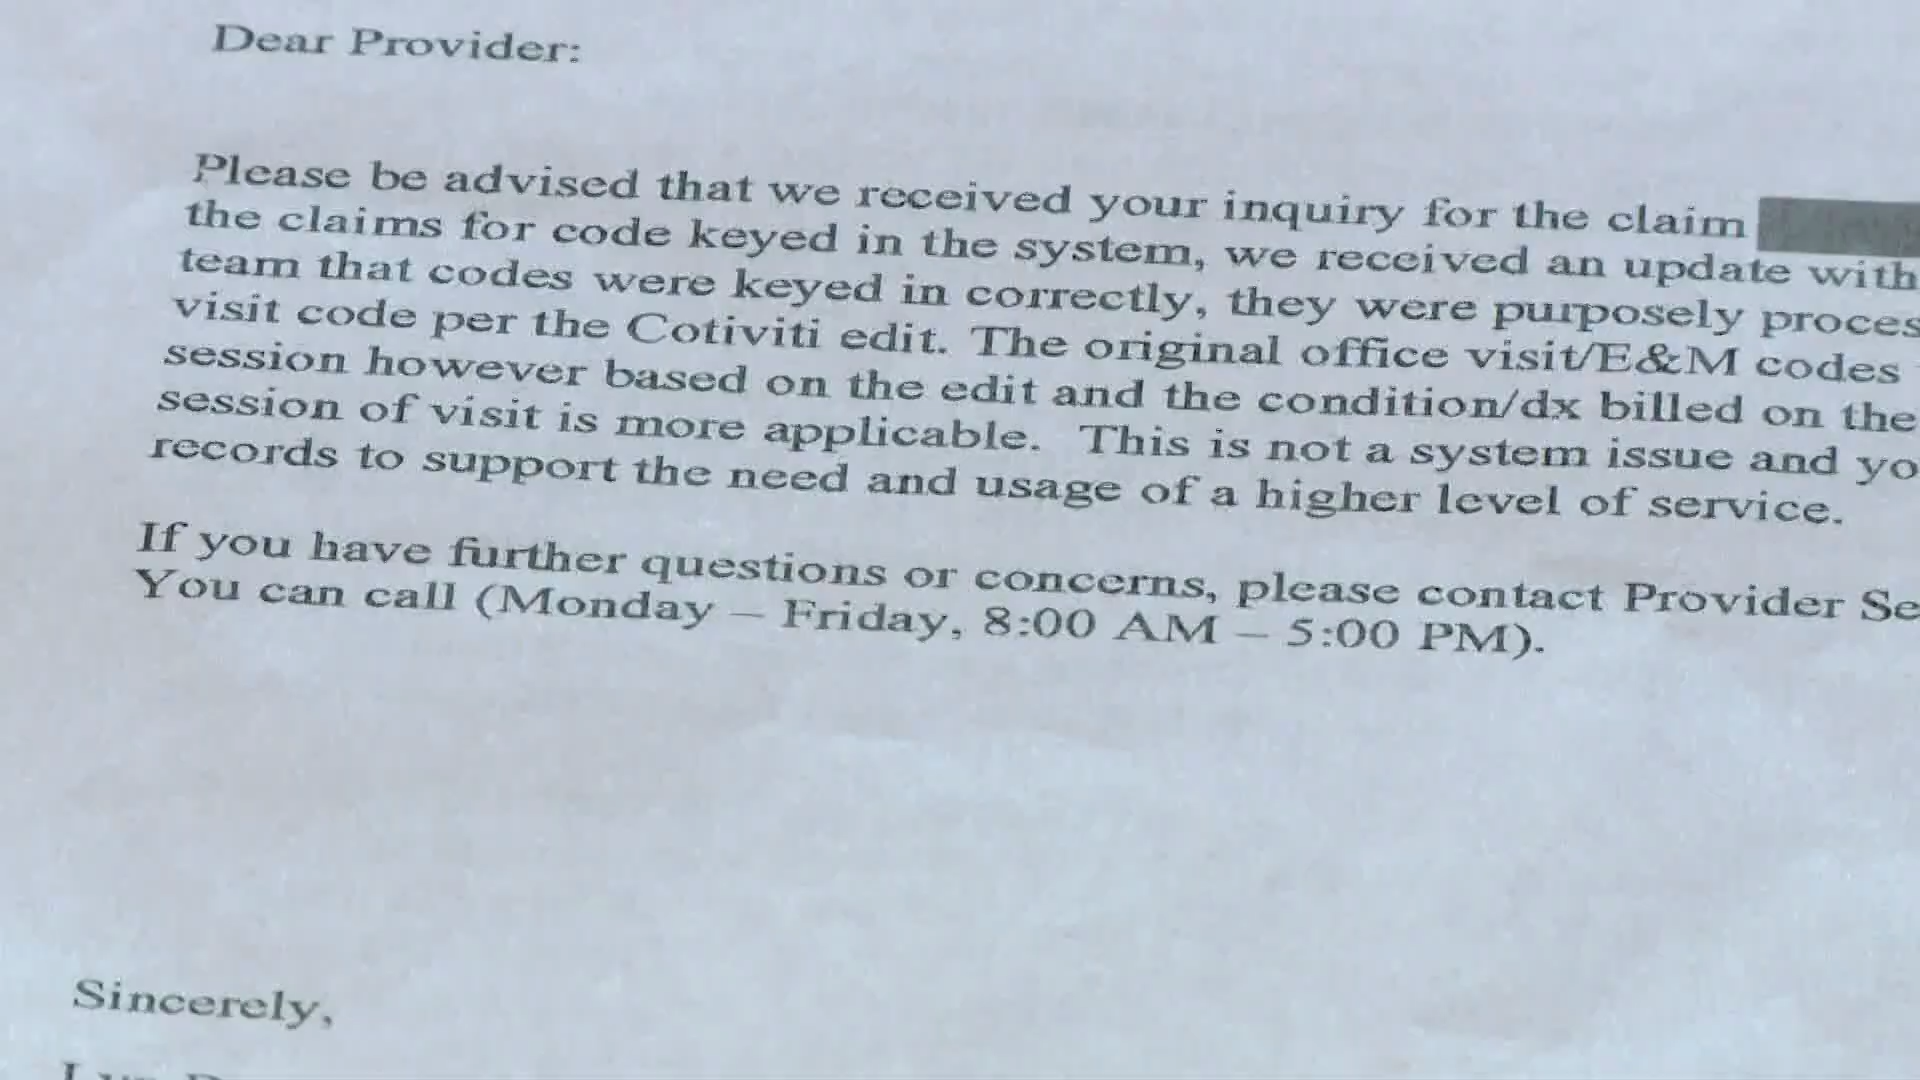 Dear Provider:
Please be advised that we received your inquiry for the claim
the claims for code keyed in the system, we received an update with
team that codes were keyed in correctly, they were purposely proces
visit code per the Cotiviti edit. The original office visit/E&M codes
session however based on the edit and the condition/dx billed on the
session of visit is more applicable. This is not a system issue and yo
records to support the need and usage of a higher level of service.
If you have further questions or concerns, please contact Provider Se
You can call (Monday – Friday, 8:00 AM – 5:00 PM).
Sincerely,